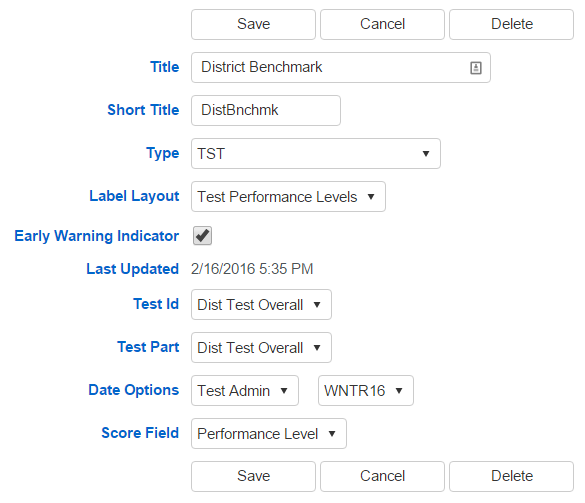 Save Cancel Delete
Title District Benchmark
Short Title DistBnchmk
Type TST
Label Layout Test Performance Levels
Early Warning Indicator
Last Updated 2/16/2016 5:35 PM
Test Id Dist Test Overall
Test Part Dist Test Overall
Date Options Test Admin WNTR16
Score Field Performance Level
Save Cancel Delete